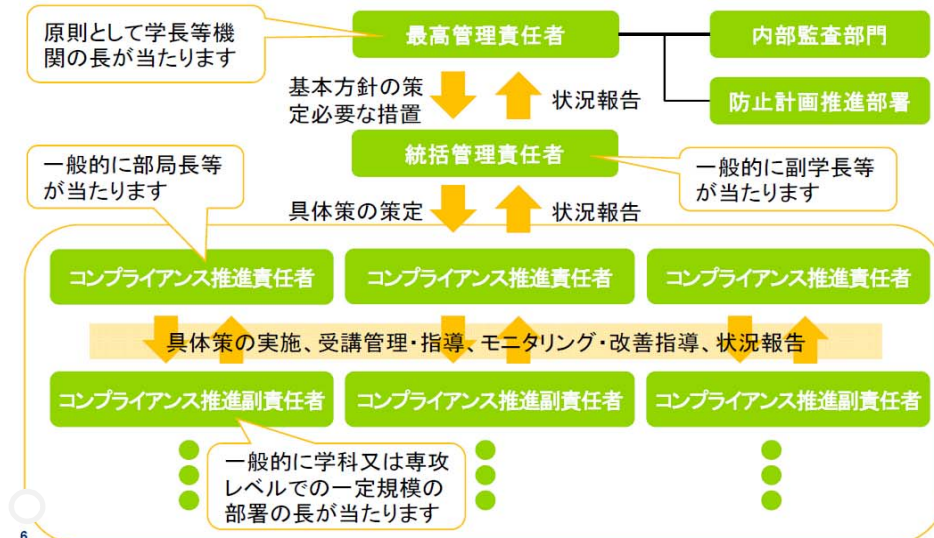 原則として学長等機
関の長が当たります
最高管理責任者
内部監査部門
防止計画推進部署
基本方針の策
定必要な措置
状況報告
統括管理責任者
一般的に部局長等
が当たります
一般的に副学長等
が当たります
具体策の策定
状況報告
コンプライアンス推進責任者
コンプライアンス推進責任者
コンプライアンス推進責任者
具体策の実施、受講管理・指導、モニタリング・改善指導、状況報告
コンプライアンス推進副責任者
コンプライアンス推進副責任者
コンプライアンス推進副責任者
一般的に学科又は専攻
レベルでの一定規模の
部署の長が当たります
6